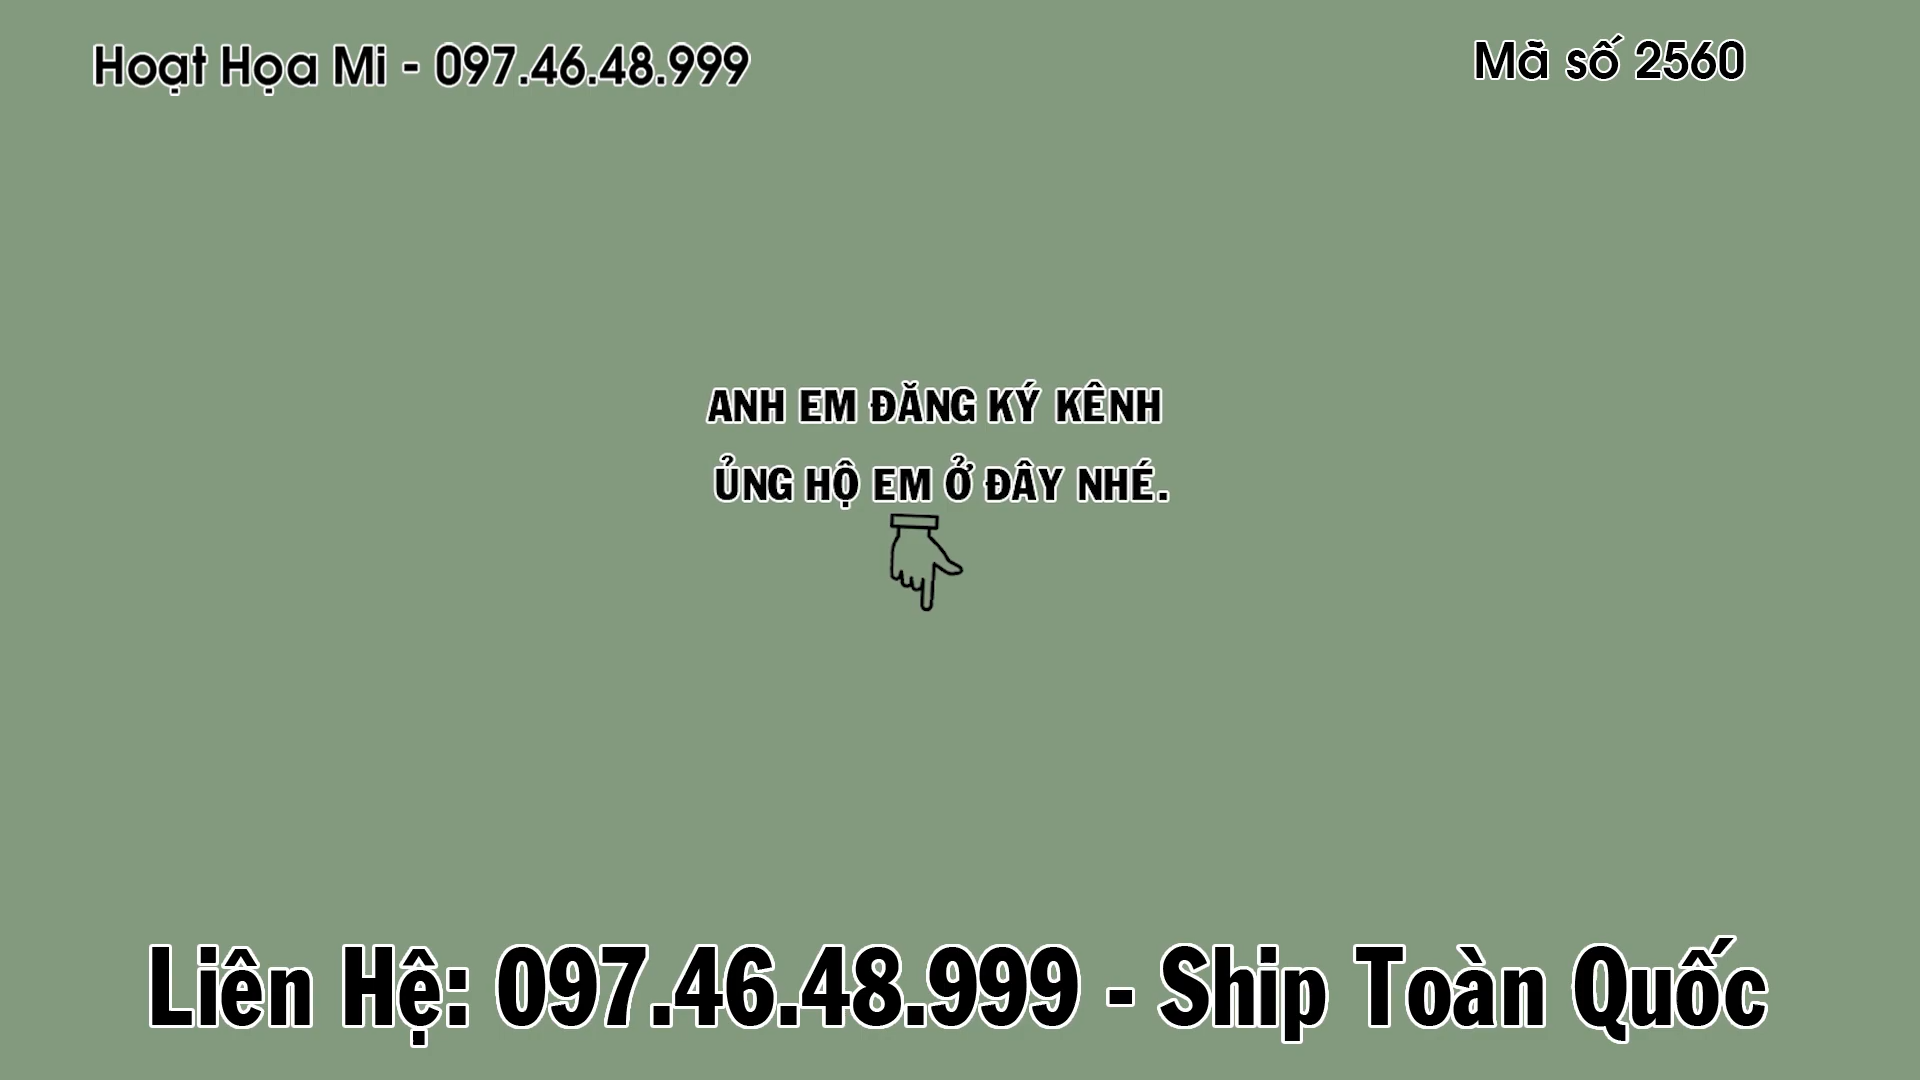 Hoạt Họa Mi - 097.46.48.999
Mã số 2560
ANH EM ĐĂNG KÝ KÊNH
ỦNG HỘ EM Ở ĐÂY NHÉ.
Liên Hệ: 097.46.48.999 - Ship Toàn Quốc